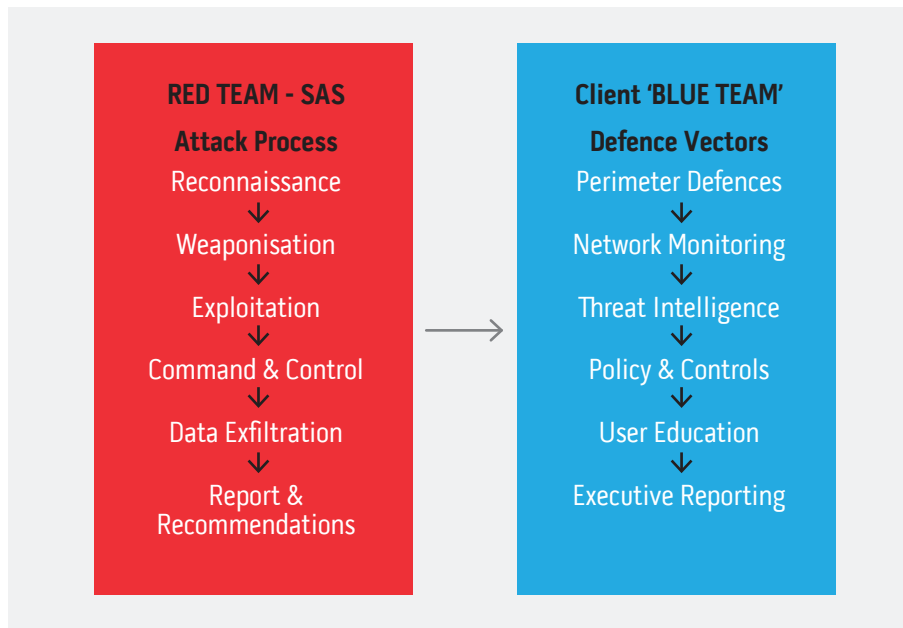 RED TEAM - SAS
Attack Process
Reconnaissance
Weaponisation
Exploitation
Command & Control
Data Exfiltration
Report &
Recommendations
Client ‘BLUE TEAM’
Defence Vectors
Perimeter Defences
Network Monitoring
Threat Intelligence
Policy & Controls
User Education
Executive Reporting